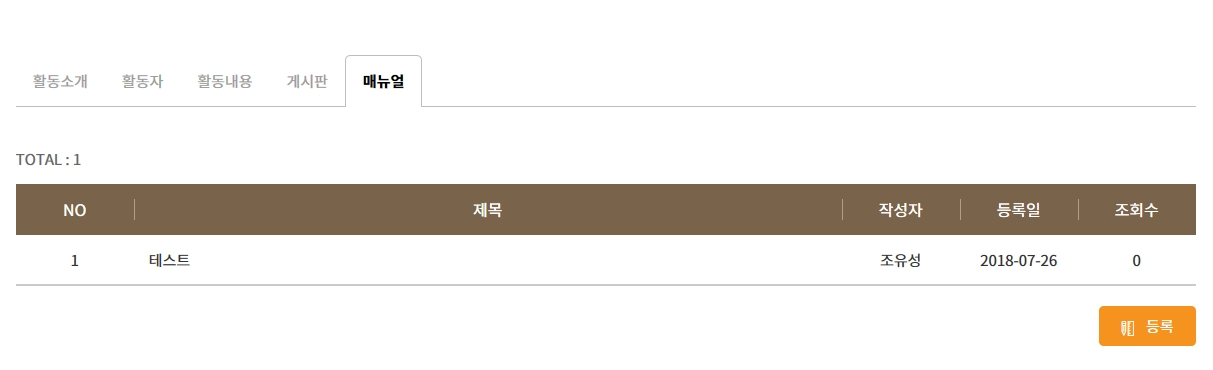 활동소개 활동자 활동내용 게시판 매뉴얼
TOTAL : 1
NO 제목 작성자 등록일 조회수
1 테스트 조유성 2018-07-26 0
등록